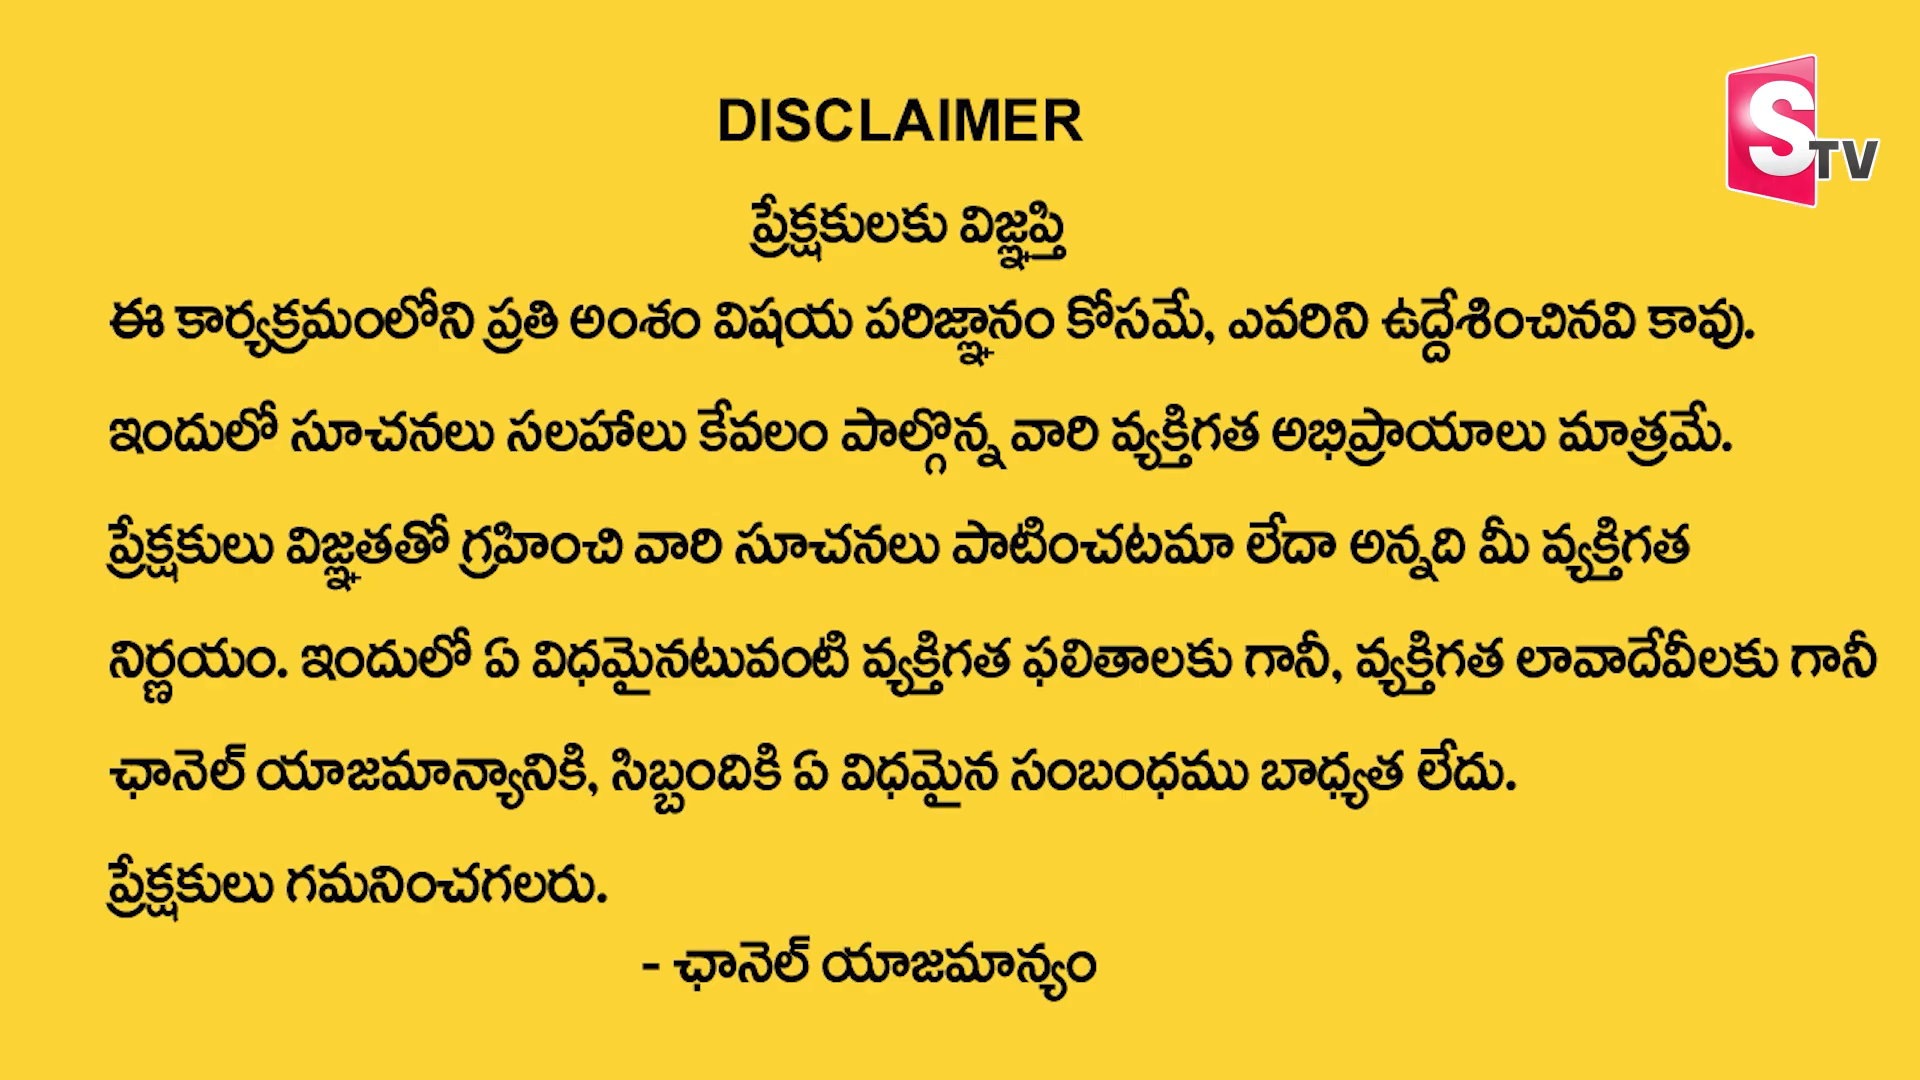 DISCLAIMER
STV
ప్రేక్షకులకు విజ్ఞప్తి
ఈ కార్యక్రమంలోని ప్రతి అంశం విషయ పరిజ్ఞానం కోసమే, ఎవరిని ఉద్దేశించినవి కావు.
ఇందులో సూచనలు సలహాలు కేవలం పాల్గొన్న వారి వ్యక్తిగత అభిప్రాయాలు మాత్రమే.
ప్రేక్షకులు విజ్ఞతతో గ్రహించి వారి సూచనలు పాటించటమా లేదా అన్నది మీ వ్యక్తిగత
నిర్ణయం. ఇందులో ఏ విధమైనటువంటి వ్యక్తిగత ఫలితాలకు గానీ, వ్యక్తిగత లావాదేవీలకు గానీ
ఛానెల్ యాజమాన్యానికి, సిబ్బందికి ఏ విధమైన సంబంధము బాధ్యత లేదు.
ప్రేక్షకులు గమనించగలరు.
- ఛానెల్ యాజమాన్యం